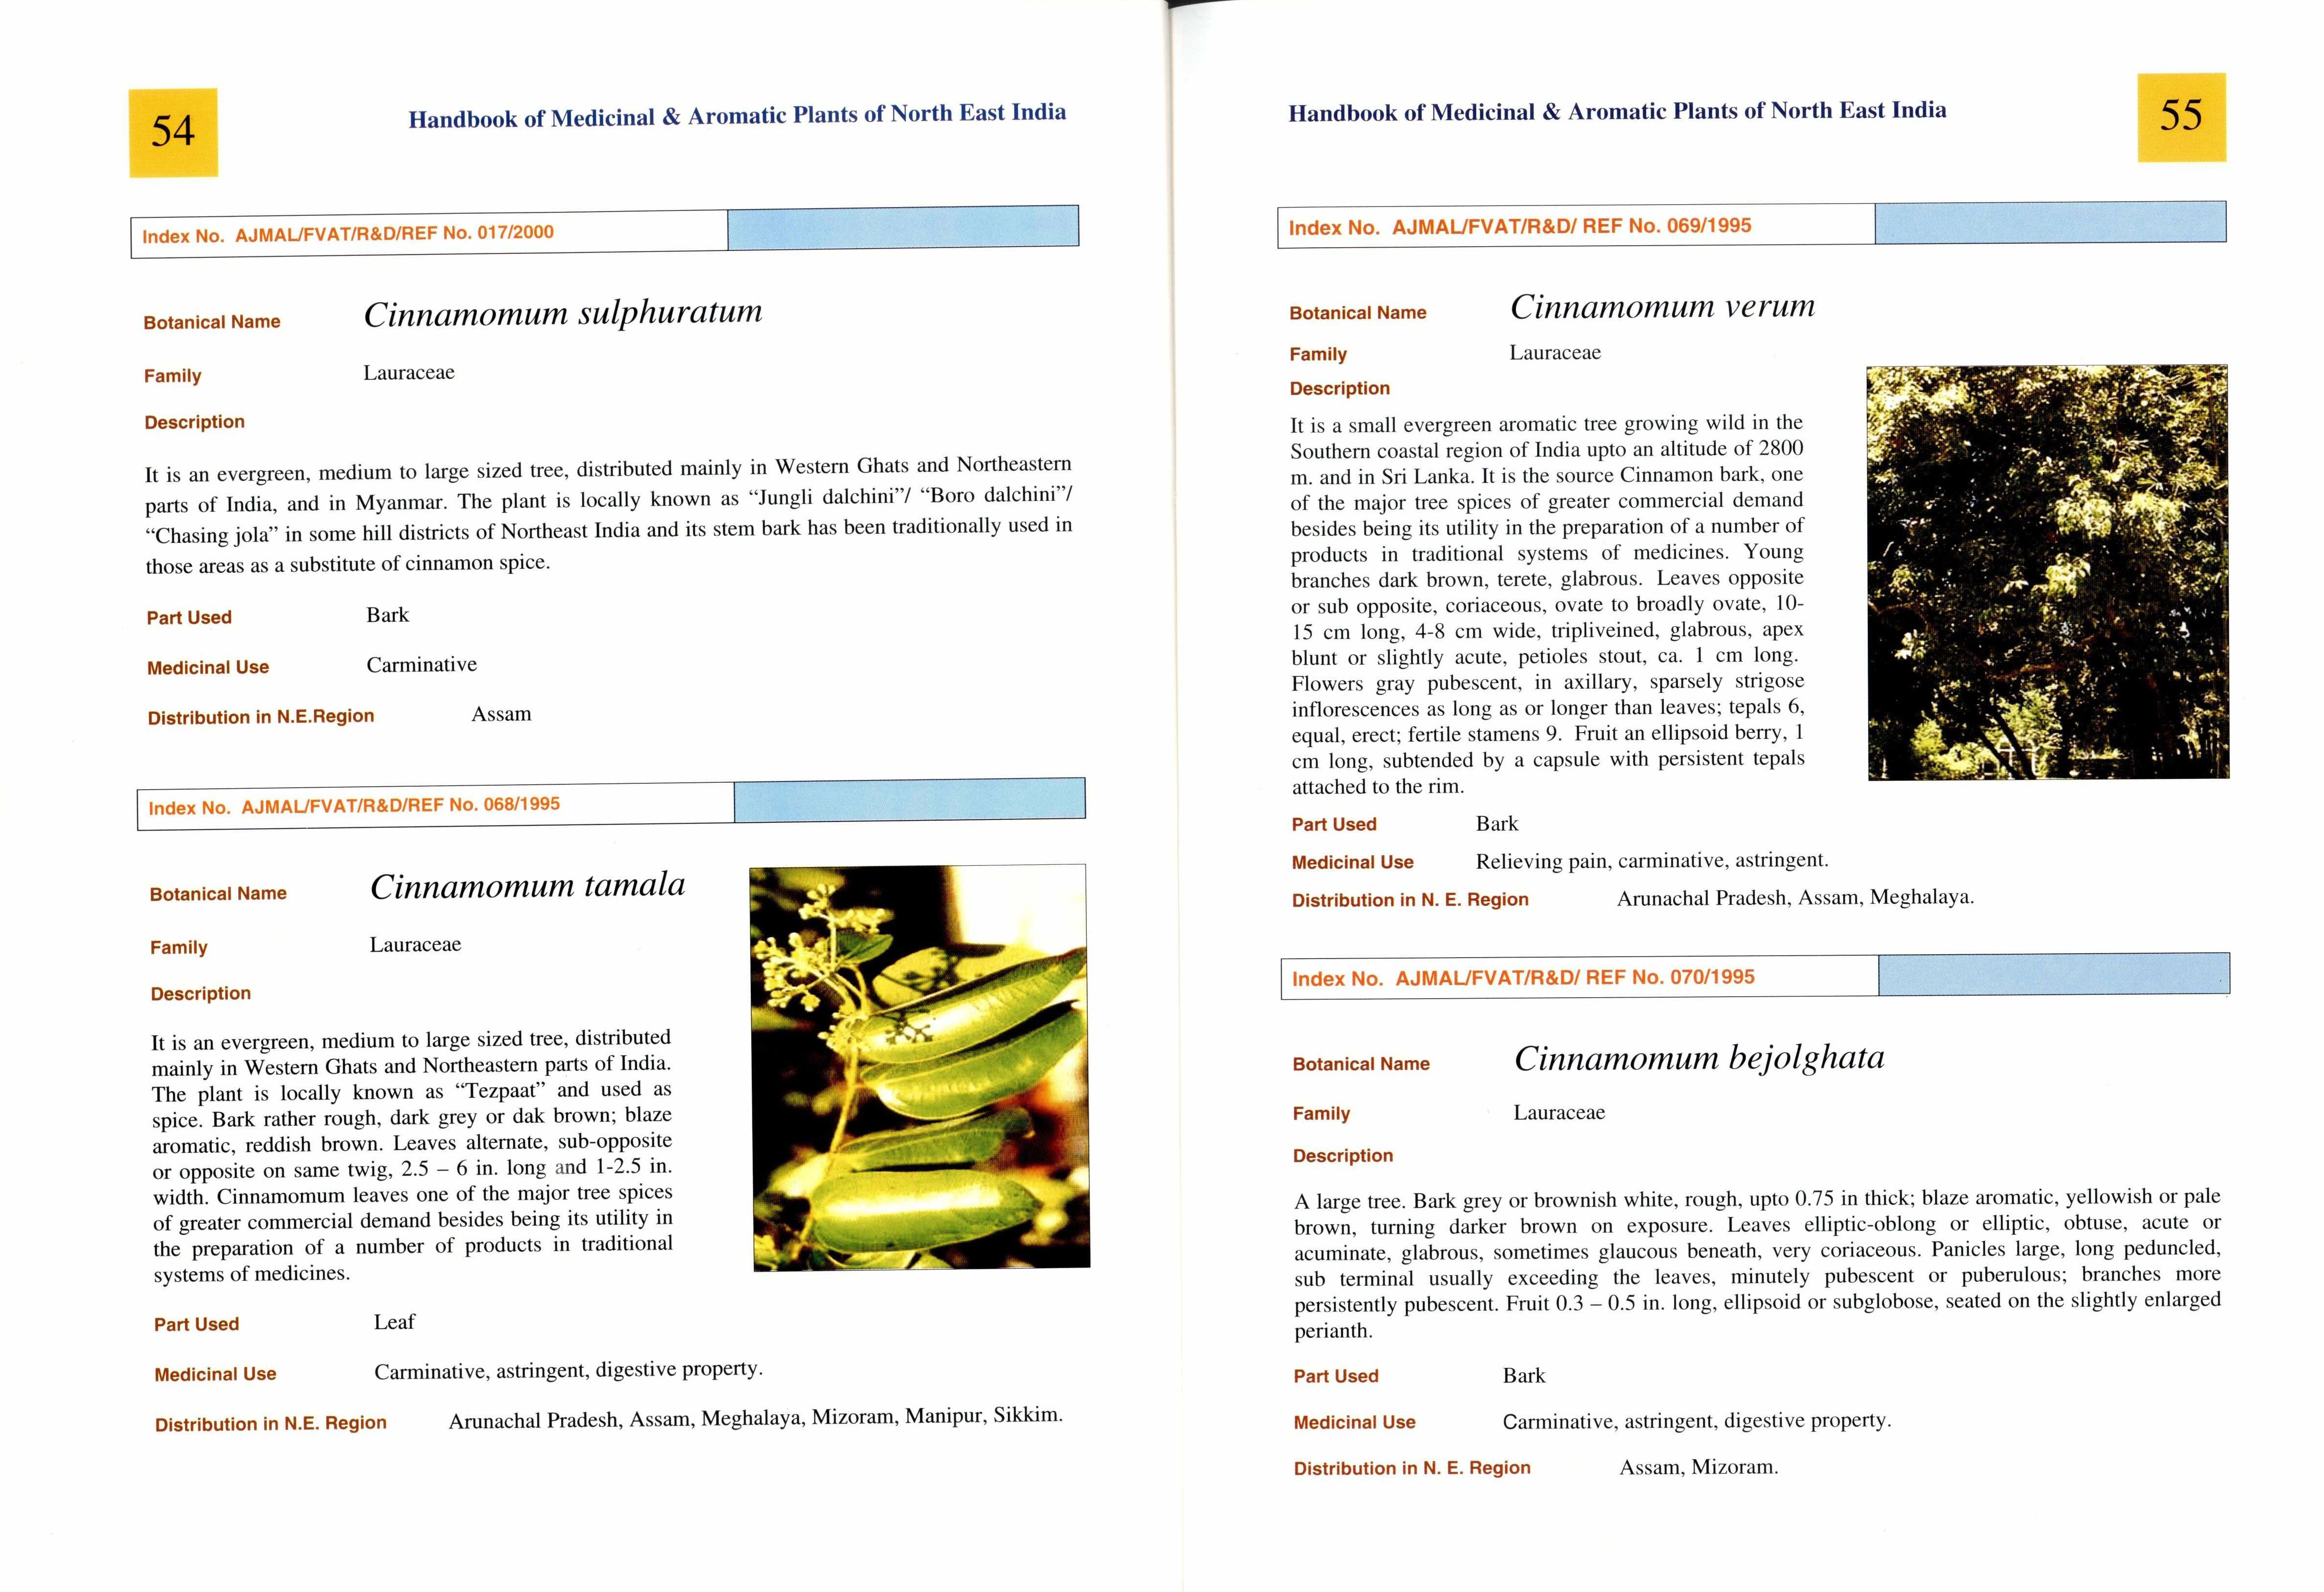 54
Handbook of Medicinal & Aromatic Plants of North East India
Index No. AJMAL/FVAT/R&D/REF No. 017/2000
Botanical Name Cinnamomum sulphuratum
Family Lauraceae
Description
It is an evergreen, medium to large sized tree, distributed mainly in Western Ghats and Northeastern
parts of India, and in Myanmar. The plant is locally known as “Jungli dalchini”/ “Boro dalchini”/
“Chasing jola” in some hill districts of Northeast India and its stem bark has been traditionally used in
those areas as a substitute of cinnamon spice.
Part Used Bark
Medicinal Use Carminative
Distribution in N.E.Region Assam
Index No. AJMAL/FVAT/R&D/REF No. 068/1995
Botanical Name Cinnamomum tamala
Family Lauraceae
Description
It is an evergreen, medium to large sized tree, distributed
mainly in Western Ghats and Northeastern parts of India.
The plant is locally known as “Tezpaat” and used as
spice. Bark rather rough, dark grey or dak brown; blaze
aromatic, reddish brown. Leaves alternate, sub-opposite
or opposite on same twig, 2.5 – 6 in. long and 1-2.5 in.
width. Cinnamomum leaves one of the major tree spices
of greater commercial demand besides being its utility in
the preparation of a number of products in traditional
systems of medicines.
Part Used Leaf
Medicinal Use Carminative, astringent, digestive property.
Distribution in N.E. Region Arunachal Pradesh, Assam, Meghalaya, Mizoram, Manipur, Sikkim.
Handbook of Medicinal & Aromatic Plants of North East India
55
Index No. AJMAL/FVAT/R&D/ REF No. 069/1995
Botanical Name Cinnamomum verum
Family Lauraceae
Description
It is a small evergreen aromatic tree growing wild in the
Southern coastal region of India upto an altitude of 2800
m. and in Sri Lanka. It is the source Cinnamon bark, one
of the major tree spices of greater commercial demand
besides being its utility in the preparation of a number of
products in traditional systems of medicines. Young
branches dark brown, terete, glabrous. Leaves opposite
or sub opposite, coriaceous, ovate to broadly ovate, 10-
15 cm long, 4-8 cm wide, tripliveined, glabrous, apex
blunt or slightly acute, petioles stout, ca. 1 cm long.
Flowers gray pubescent, in axillary, sparsely strigose
inflorescences as long as or longer than leaves; tepals 6,
equal, erect; fertile stamens 9. Fruit an ellipsoid berry, 1
cm long, subtended by a capsule with persistent tepals
attached to the rim.
Part Used Bark
Medicinal Use Relieving pain, carminative, astringent.
Distribution in N. E. Region Arunachal Pradesh, Assam, Meghalaya.
Index No. AJMAL/FVAT/R&D/ REF No. 070/1995
Botanical Name Cinnamomum bejolghata
Family Lauraceae
Description
A large tree. Bark grey or brownish white, rough, upto 0.75 in thick; blaze aromatic, yellowish or pale
brown, turning darker brown on exposure. Leaves elliptic-oblong or elliptic, obtuse, acute or
acuminate, glabrous, sometimes glaucous beneath, very coriaceous. Panicles large, long peduncled,
sub terminal usually exceeding the leaves, minutely pubescent or puberulous; branches more
persistently pubescent. Fruit 0.3 – 0.5 in. long, ellipsoid or subglobose, seated on the slightly enlarged
perianth.
Part Used Bark
Medicinal Use Carminative, astringent, digestive property.
Distribution in N. E. Region Assam, Mizoram.